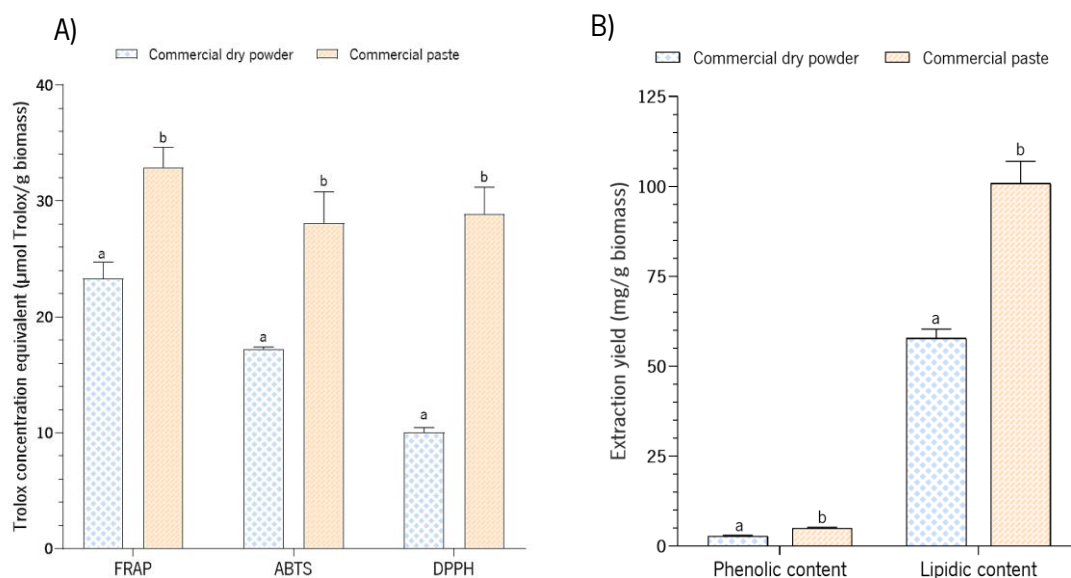 A)
Commercial dry powder Commercial paste
Trolox concentration equivalent (µmol Trolox/g biomass)
40
30
20
10
0
a
b
a
b
a
b
FRAP ABTS DPPH
B)
Commercial dry powder Commercial paste
Extraction yield (mg/g biomass)
125
100
75
50
25
0
a
b
a
b
Phenolic content Lipidic content